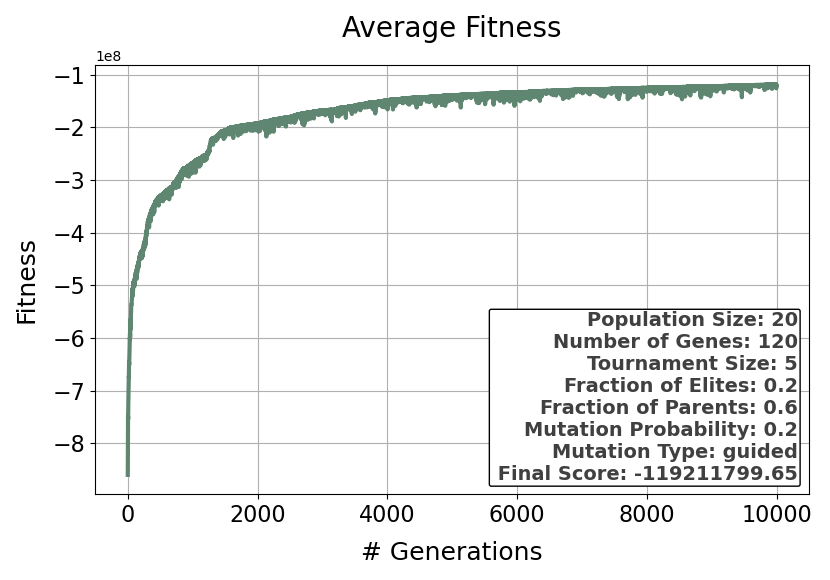 Average Fitness
1e8
−1
−2
−3
−4
−5
−6
−7
−8
Fitness
Population Size: 20
Number of Genes: 120
Tournament Size: 5
Fraction of Elites: 0.2
Fraction of Parents: 0.6
Mutation Probability: 0.2
Mutation Type: guided
Final Score: -119211799.65
0 2000 4000 6000 8000 10000
# Generations